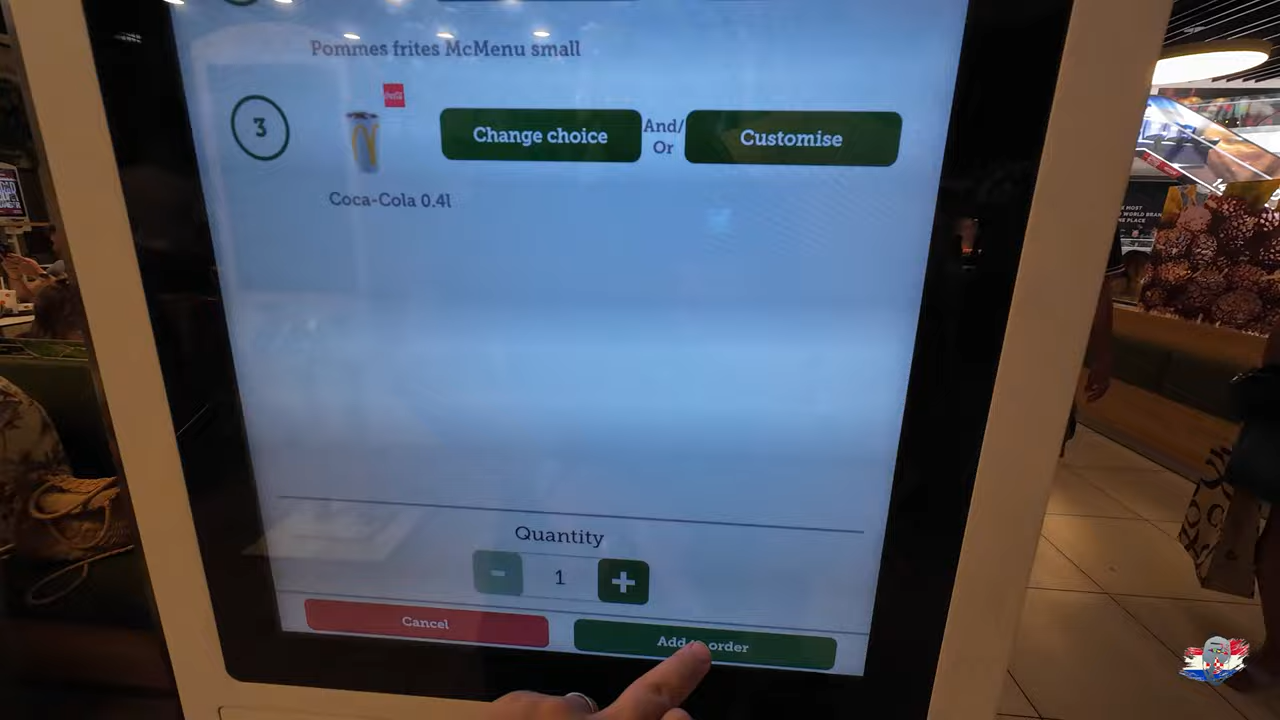 Pommes frites McMenu small
3
Change choice
And/
Or
Customise
Coca-Cola 0.4l
Quantity
-
1
+
Cancel
Add to order